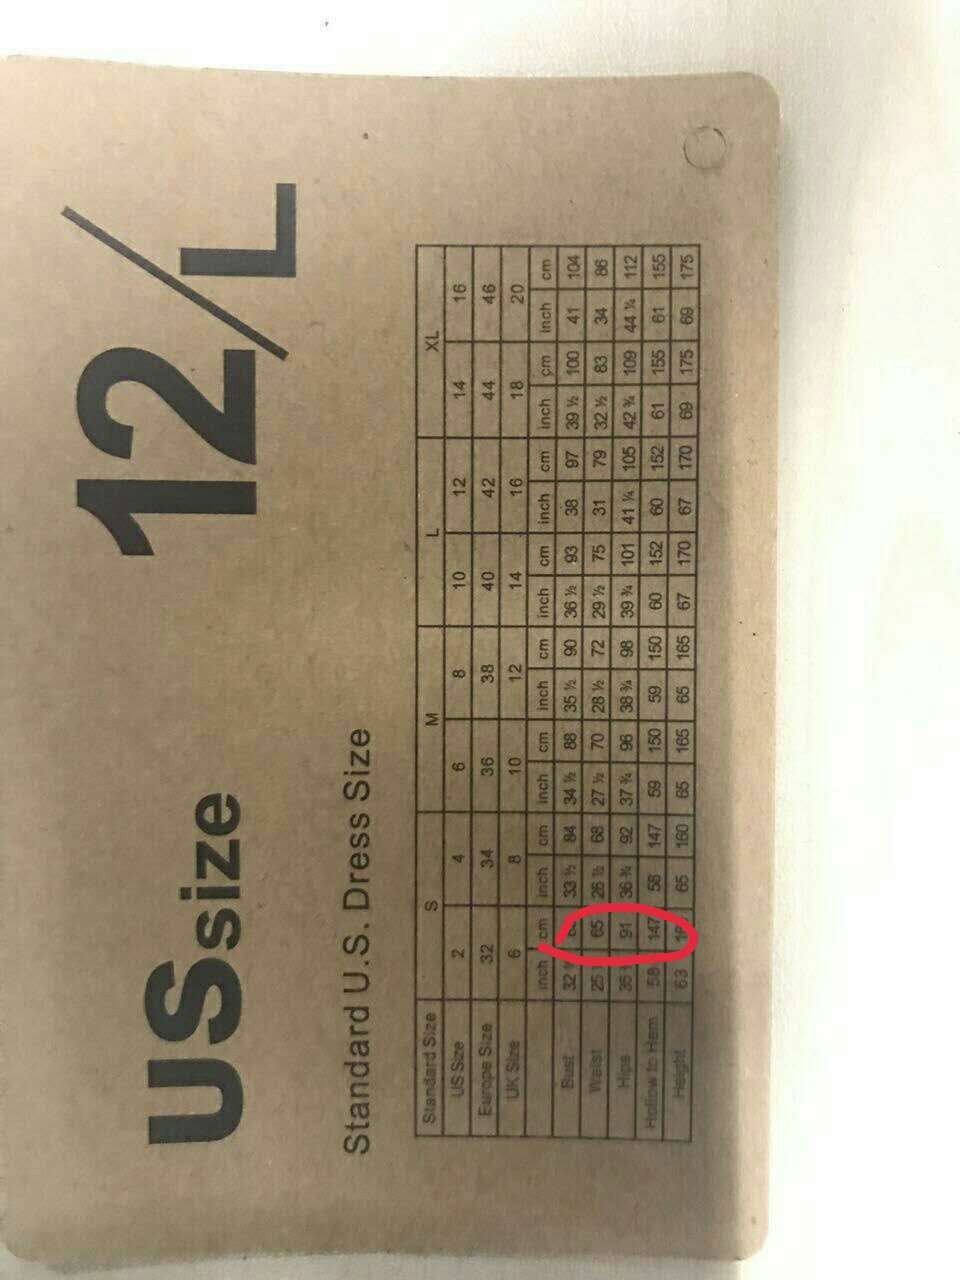 USsize 12/L
Standard U.S. Dress Size
Standard Size S M L XL
US Size 2 4 6 8 10 12 14 16
Europe Size 32 34 36 38 40 42 44 46
UK Size 6 8 10 12 14 16 18 20
inch cm inch cm inch cm inch cm inch cm inch cm inch cm inch cm
Bust 32 33 ½ 84 34 ½ 88 35 ½ 90 36 ½ 93 38 97 39 ½ 100 41 104
Waist 25 65 26 ½ 68 27 ½ 70 28 ½ 72 29 ½ 75 31 79 32 ½ 83 34 86
Hips 35 91 36 ¾ 92 37 ¾ 96 38 ¾ 98 39 ¾ 101 41 ¼ 105 42 ¾ 109 44 ¼ 112
Hollow to Hem 58 147 58 147 59 150 59 150 60 152 60 152 61 155 61 155
Height 63 65 160 65 165 65 165 67 170 67 170 69 175 69 175